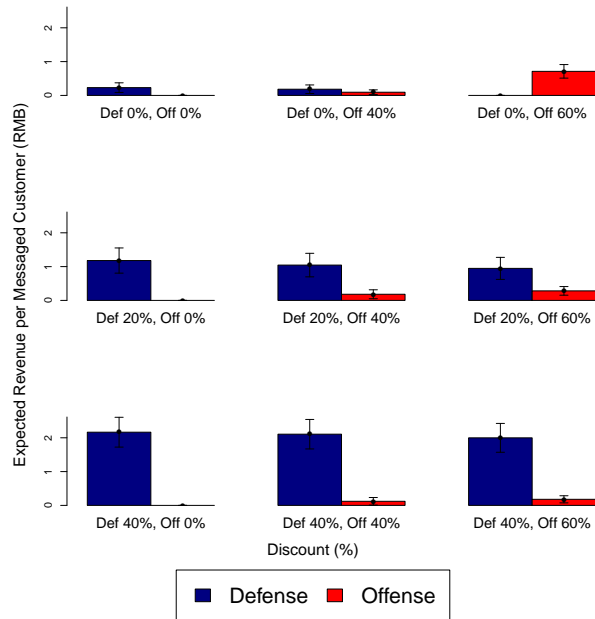 Expected Revenue per Messaged Customer (RMB)
2
1
0
Def 0%, Off 0%
Def 0%, Off 40%
Def 0%, Off 60%
2
1
0
Def 20%, Off 0%
Def 20%, Off 40%
Def 20%, Off 60%
2
1
0
Def 40%, Off 0%
Def 40%, Off 40%
Def 40%, Off 60%
Discount (%)
Defense Offense